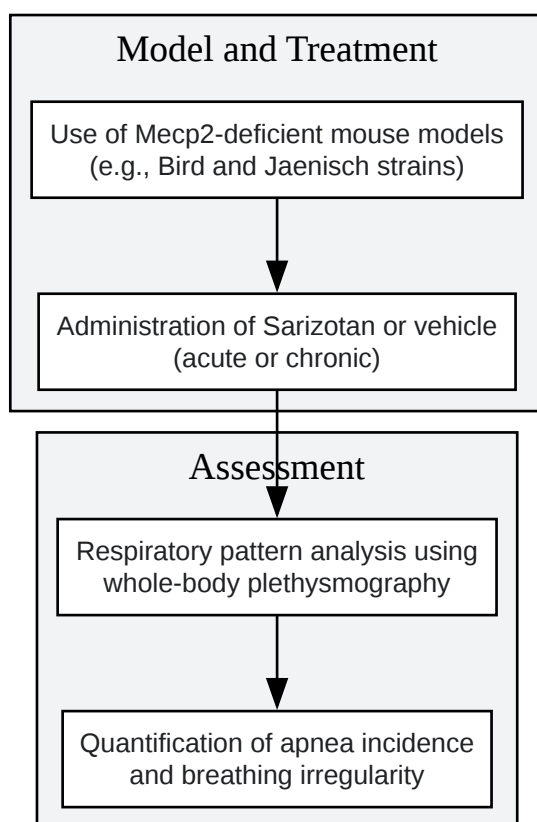 Model and Treatment
Use of Mecp2-deficient mouse models
(e.g., Bird and Jaenisch strains)
Administration of Sarizotan or vehicle
(acute or chronic)
Assessment
Respiratory pattern analysis using
whole-body plethysmography
Quantification of apnea incidence
and breathing irregularity